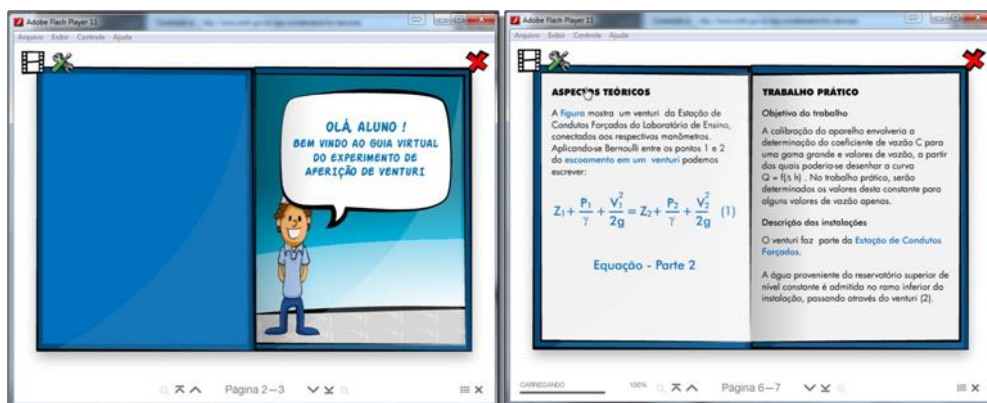 Adobe Flash Player 11
Arquivo Exibir Controle Ajuda
OLÁ, ALUNO !
BEM VINDO AO GUIA VIRTUAL
DO EXPERIMENTO DE
AFERIÇÃO DE VENTURI
Página 2—3
Adobe Flash Player 11
Arquivo Exibir Controle Ajuda
ASPECTOS TEÓRICOS
A figura mostra um venturi da Estação de
Condutos Forçados do Laboratório de Ensino,
conectados aos respectivos manômetros.
Aplicando-se Bernoulli entre os pontos 1 e 2
do escoamento em um venturi podemos
escrever:
Z₁ + P₁/γ + V₁²/2g = Z₂ + P₂/γ + V₂²/2g (1)
Equação - Parte 2
TRABALHO PRÁTICO
Objetivo do trabalho
A calibração do aparelho envolveria a
determinação do coeficiente de vazão C para
uma gama grande e valores de vazão, a partir
dos quais poderia-se desenhar a curva
Q = f(Δ h) . No trabalho prático, serão
determinados os valores desta constante para
alguns valores de vazão apenas.
Descrição das instalações
O venturi faz parte da Estação de Condutos
Forçados.
A água proveniente do reservatório superior de
nível constante é admitida no ramo inferior da
instalação, passando através do venturi (2).
CARREGANDO 100%
Página 6—7